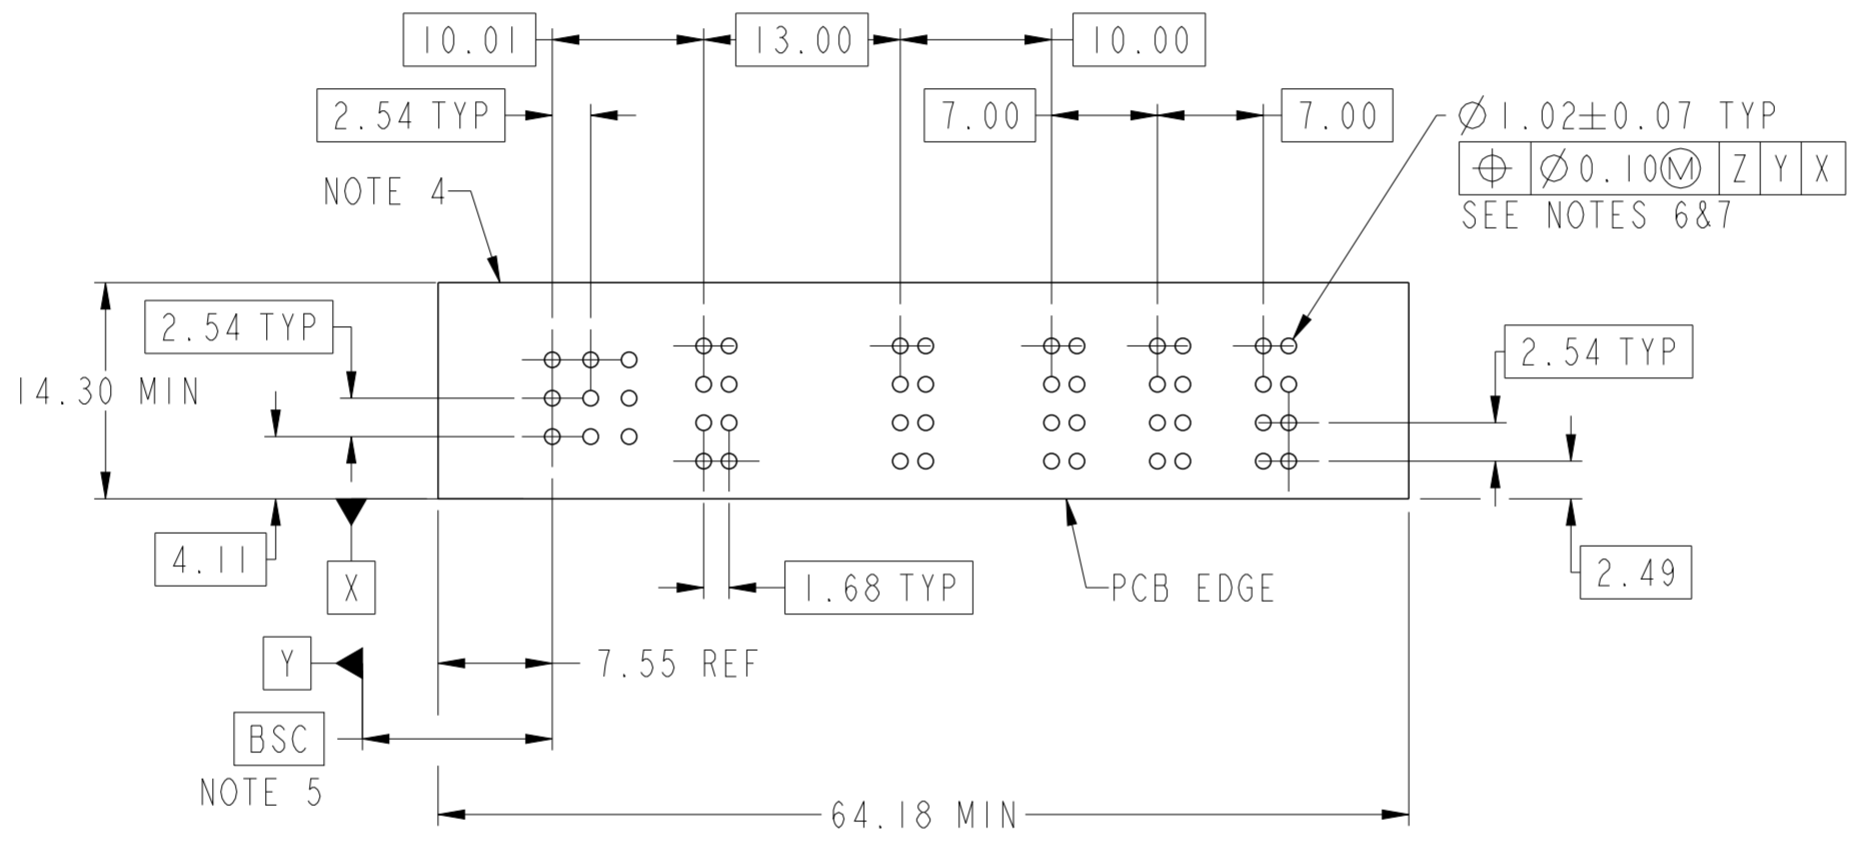 10.01
13.00
10.00
2.54 TYP
7.00
7.00
Ø1.02±0.07 TYP
⌖ Ø0.10Ⓜ Z Y X
SEE NOTES 6&7
NOTE 4
2.54 TYP
2.54 TYP
14.30 MIN
4.11
X
1.68 TYP
PCB EDGE
2.49
Y
7.55 REF
BSC
NOTE 5
64.18 MIN